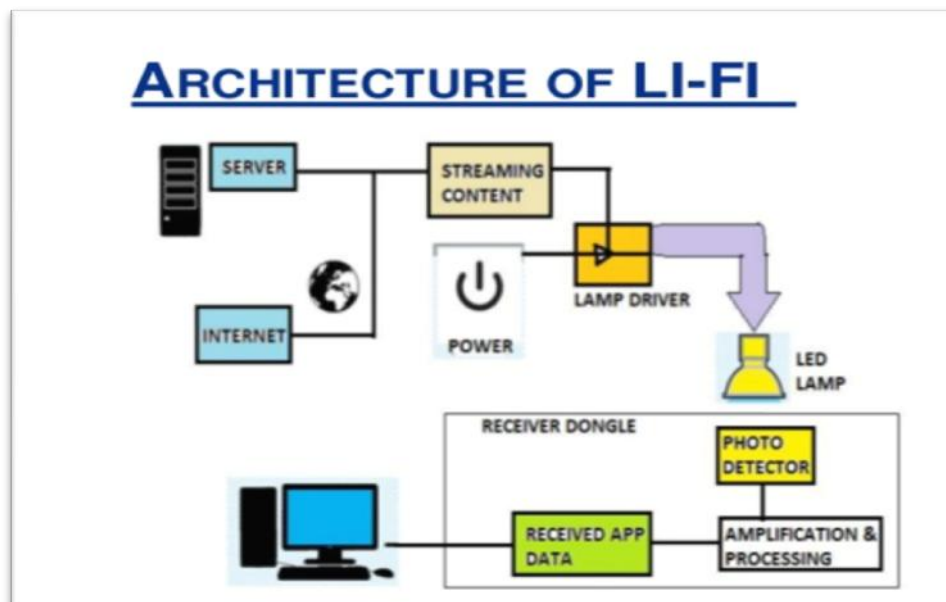 ARCHITECTURE OF LI-FI
SERVER
STREAMING
CONTENT
LAMP DRIVER
POWER
INTERNET
LED
LAMP
RECEIVER DONGLE
PHOTO
DETECTOR
RECEIVED APP
DATA
AMPLIFICATION &
PROCESSING